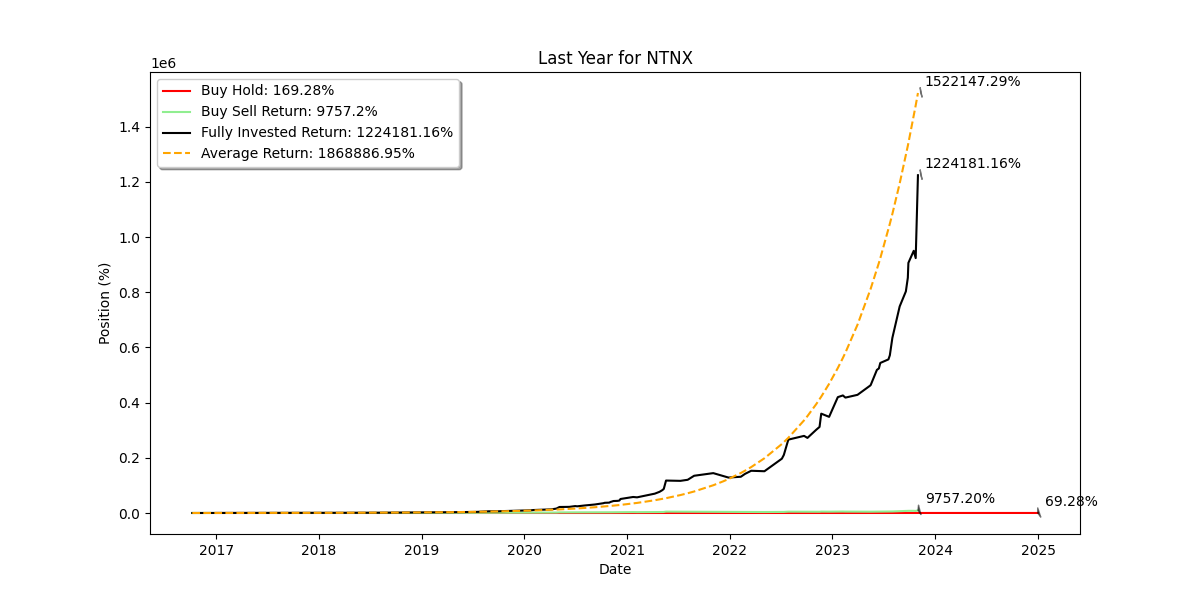 Last Year for NTNX
1e6
Buy Hold: 169.28%
Buy Sell Return: 9757.2%
Fully Invested Return: 1224181.16%
Average Return: 1868886.95%
1522147.29%
1224181.16%
9757.20%
69.28%
1.4
1.2
1.0
0.8
0.6
0.4
0.2
0.0
Position (%)
2017 2018 2019 2020 2021 2022 2023 2024 2025
Date